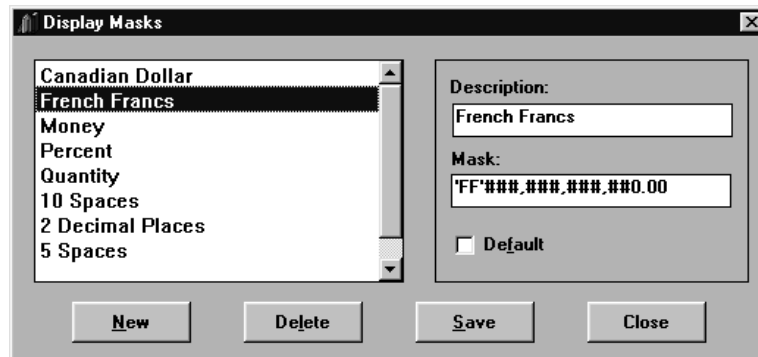 Display Masks
Canadian Dollar
French Francs
Money
Percent
Quantity
10 Spaces
2 Decimal Places
5 Spaces
Description:
French Francs
Mask:
'FF'###,###,###,##0.00
Default
New
Delete
Save
Close